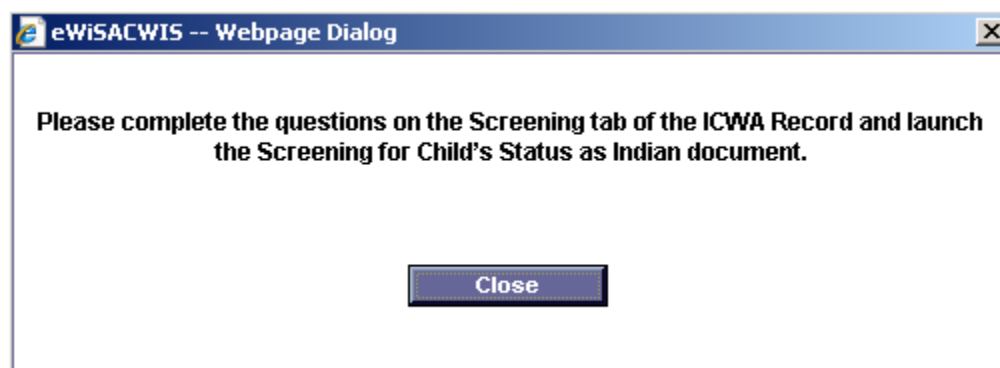 eWiSACWIS -- Webpage Dialog
Please complete the questions on the Screening tab of the ICWA Record and launch
the Screening for Child's Status as Indian document.
Close